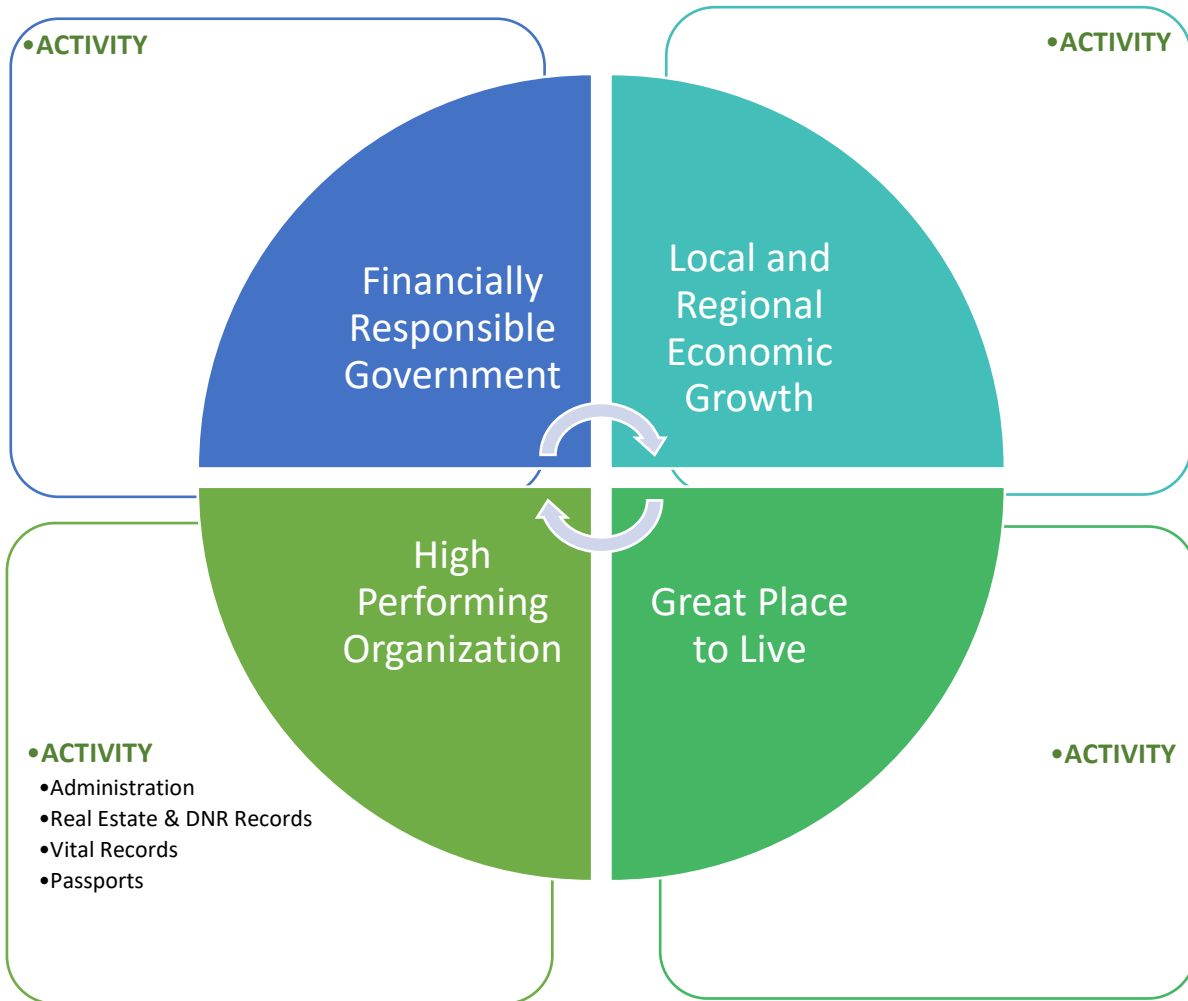 •ACTIVITY
•ACTIVITY
Financially
Responsible
Government
Local and
Regional
Economic
Growth
High
Performing
Organization
Great Place
to Live
•ACTIVITY
•Administration
•Real Estate & DNR Records
•Vital Records
•Passports
•ACTIVITY